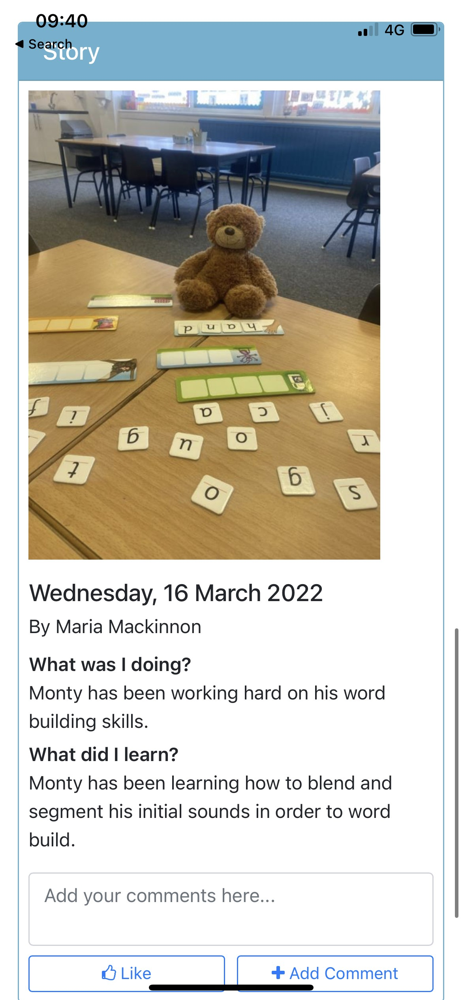 09:40
4G
Search
Story
hand
f
i
a
c
j
g
u
o
r
t
o
g
s
Wednesday, 16 March 2022
By Maria Mackinnon
What was I doing?
Monty has been working hard on his word
building skills.
What did I learn?
Monty has been learning how to blend and
segment his initial sounds in order to word
build.
Add your comments here...
Like
Add Comment